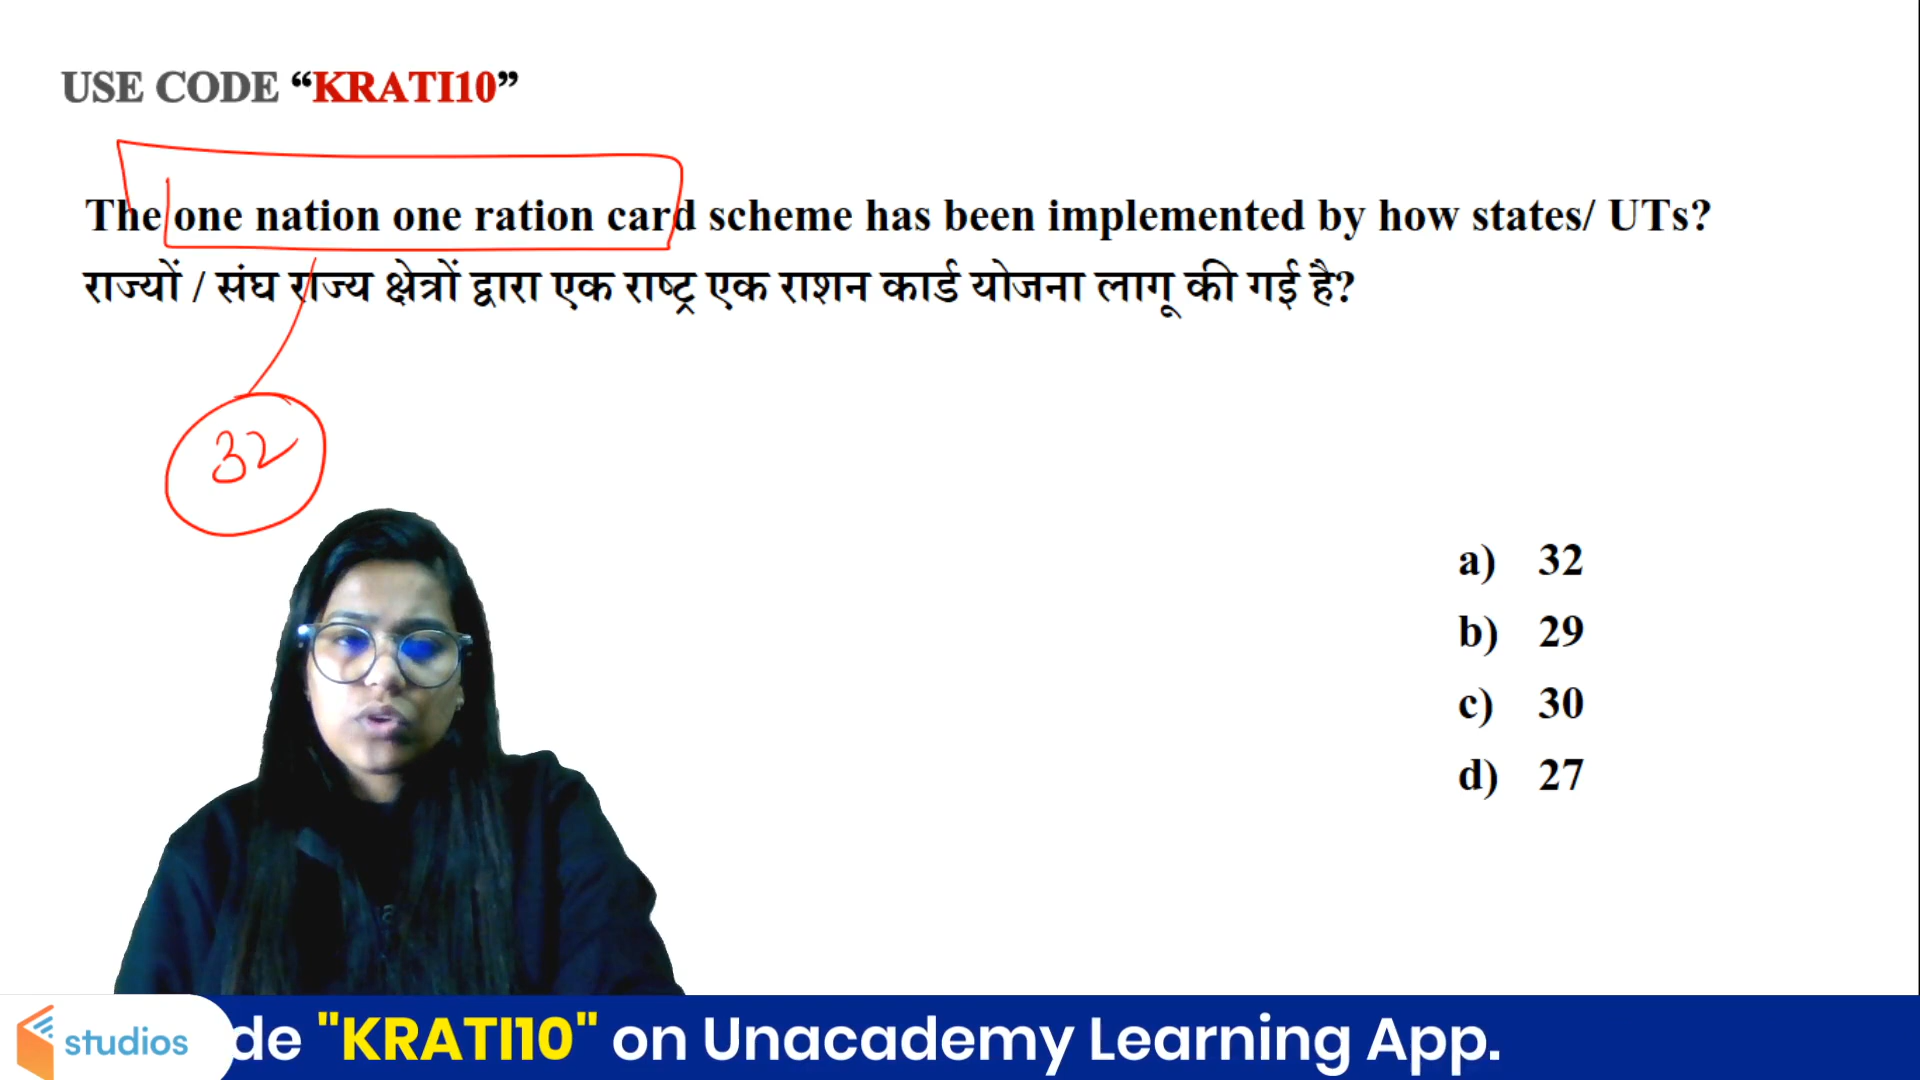 USE CODE “KRATI10”
The one nation one ration card scheme has been implemented by how states/ UTs?
राज्यों / संघ राज्य क्षेत्रों द्वारा एक राष्ट्र एक राशन कार्ड योजना लागू की गई है?
32
a) 32
b) 29
c) 30
d) 27
studios de "KRATI10" on Unacademy Learning App.